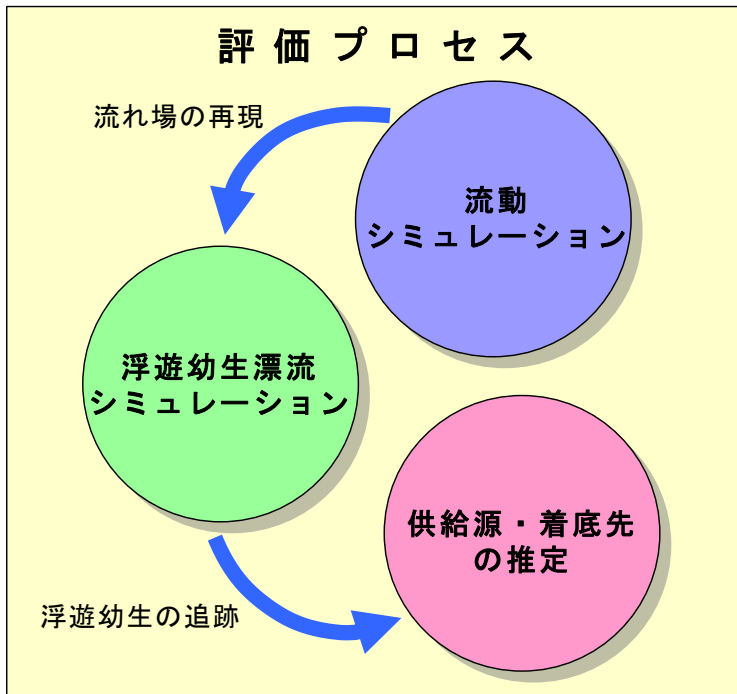 評価プロセス
流れ場の再現
流動
シミュレーション
浮遊幼生漂流
シミュレーション
供給源・着底先
の推定
浮遊幼生の追跡